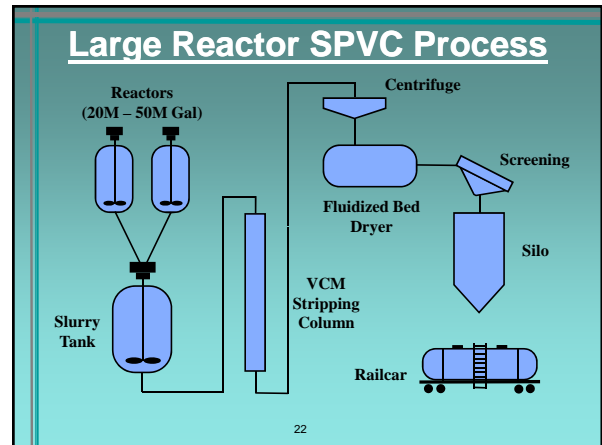 Large Reactor SPVC Process
Reactors
(20M – 50M Gal)
Centrifuge
Screening
Fluidized Bed
Dryer
Silo
VCM
Stripping
Column
Slurry
Tank
Railcar
22